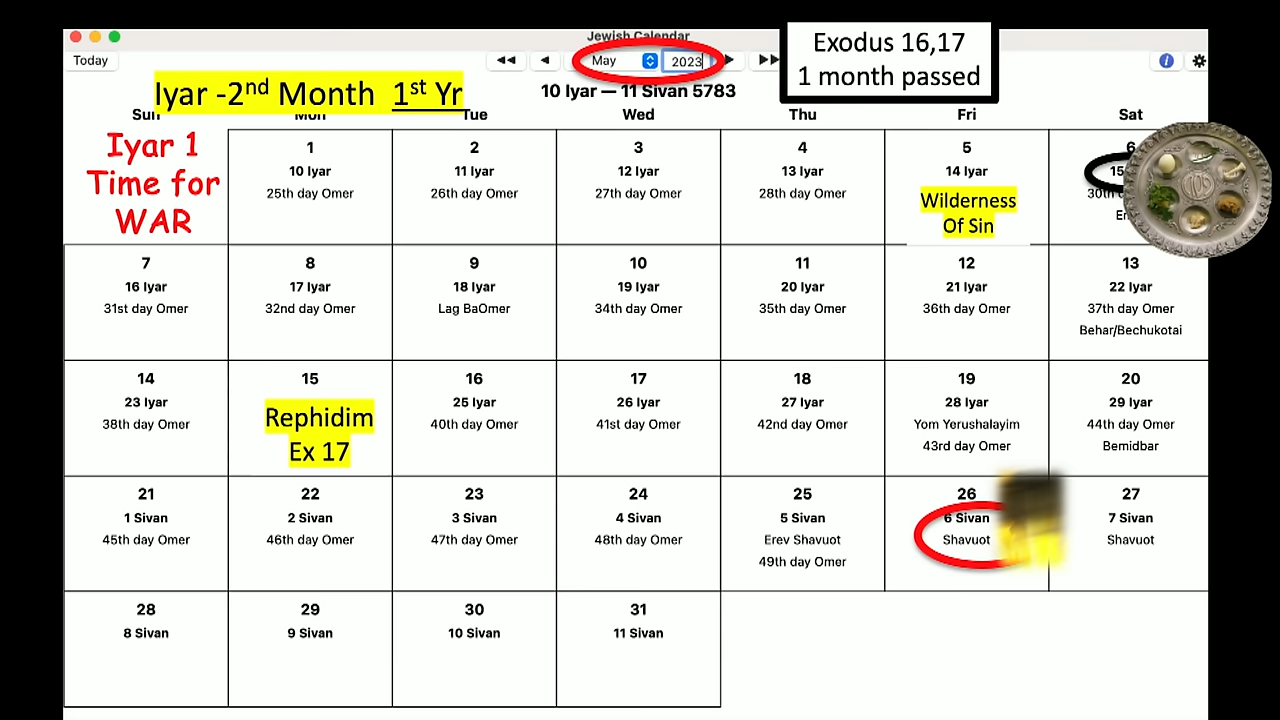 Jewish Calendar
Today
May
2023
Exodus 16,17
1 month passed
Iyar -2nd Month 1st Yr
10 Iyar — 11 Sivan 5783
Sun Mon Tue Wed Thu Fri Sat
Iyar 1
Time for
WAR
1 2 3 4 5 6
10 Iyar 11 Iyar 12 Iyar 13 Iyar 14 Iyar 15
25th day Omer 26th day Omer 27th day Omer 28th day Omer 30th
Wilderness
Of Sin
7 8 9 10 11 12 13
16 Iyar 17 Iyar 18 Iyar 19 Iyar 20 Iyar 21 Iyar 22 Iyar
31st day Omer 32nd day Omer Lag BaOmer 34th day Omer 35th day Omer 36th day Omer 37th day Omer
Behar/Bechukotai
14 15 16 17 18 19 20
23 Iyar 25 Iyar 26 Iyar 27 Iyar 28 Iyar 29 Iyar
38th day Omer 40th day Omer 41st day Omer 42nd day Omer Yom Yerushalayim 44th day Omer
43rd day Omer Bemidbar
Rephidim
Ex 17
21 22 23 24 25 26 27
1 Sivan 2 Sivan 3 Sivan 4 Sivan 5 Sivan 6 Sivan 7 Sivan
45th day Omer 46th day Omer 47th day Omer 48th day Omer Erev Shavuot Shavuot Shavuot
49th day Omer
28 29 30 31
8 Sivan 9 Sivan 10 Sivan 11 Sivan